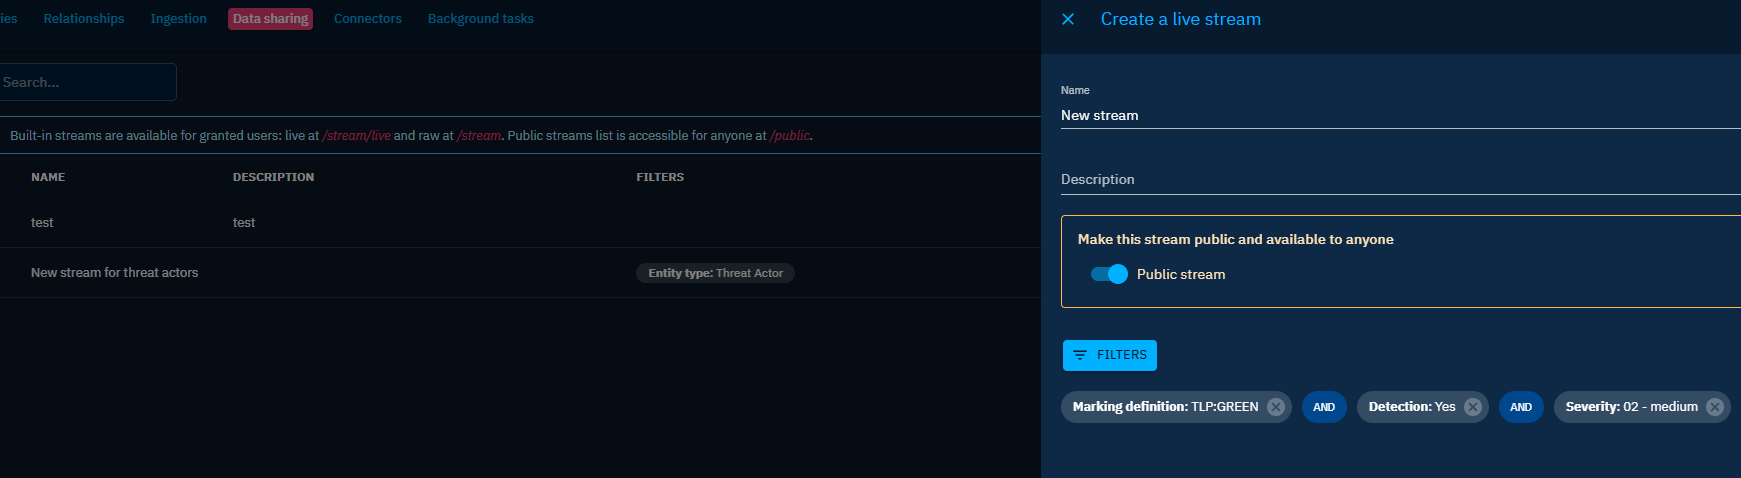 ies Relationships Ingestion Data sharing Connectors Background tasks
Search...
Built-in streams are available for granted users: live at /stream/live and raw at /stream. Public streams list is accessible for anyone at /public.
NAME DESCRIPTION FILTERS
test test
New stream for threat actors Entity type: Threat Actor
Create a live stream
Name
New stream
Description
Make this stream public and available to anyone
Public stream
FILTERS
Marking definition: TLP:GREEN AND Detection: Yes AND Severity: 02 - medium